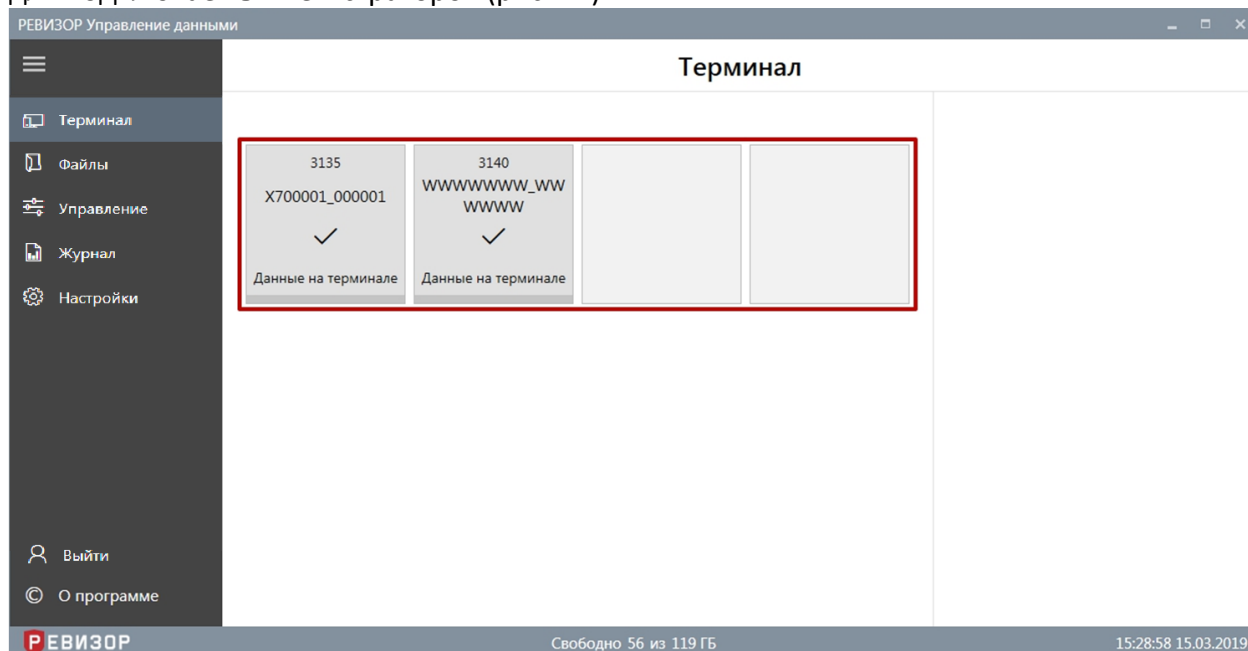 РЕВИЗОР Управление данными
Терминал
Терминал
Файлы
Управление
Журнал
Настройки
3135
X700001_000001
Данные на терминале
3140
WWWWWWW_WW
WWWW
Данные на терминале
Выйти
© О программе
РЕВИЗОР
Свободно 56 из 119 ГБ
15:28:58 15.03.2019